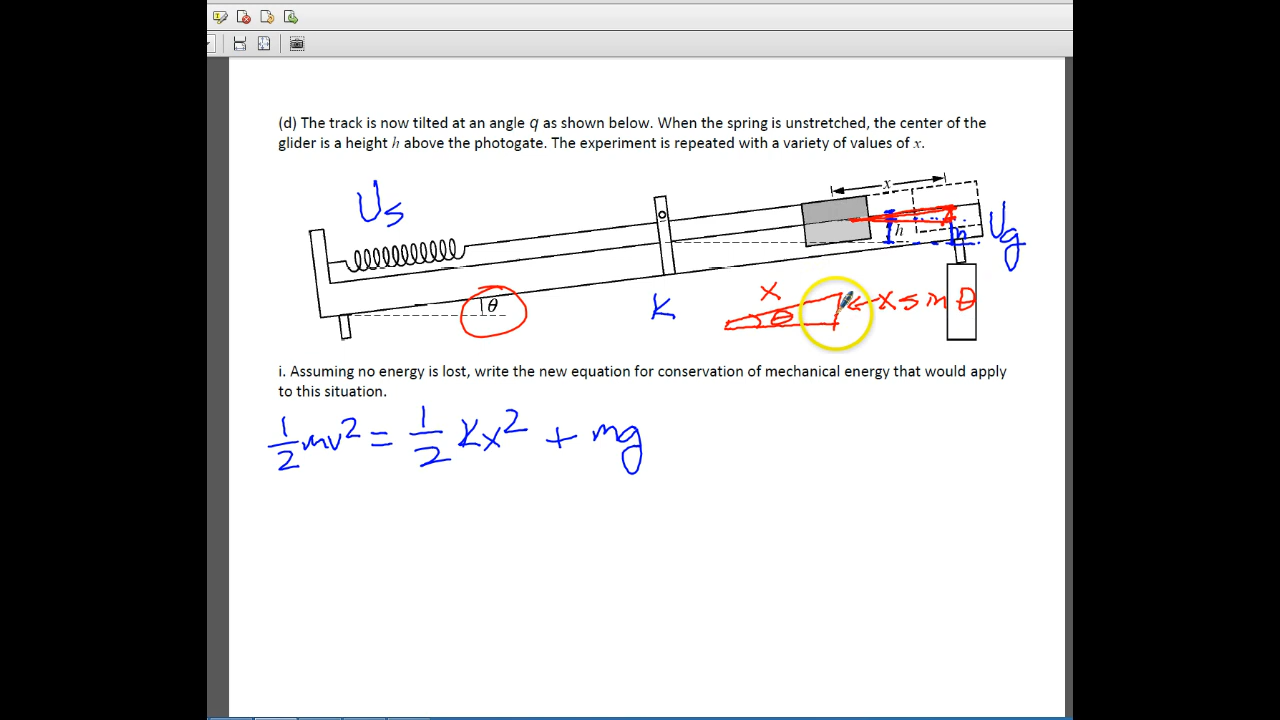 (d) The track is now tilted at an angle q as shown below. When the spring is unstretched, the center of the
glider is a height h above the photogate. The experiment is repeated with a variety of values of x.
x
Us
h
h
Ug
θ
K
x
θ
x sin θ
i. Assuming no energy is lost, write the new equation for conservation of mechanical energy that would apply
to this situation.
1/2 mv² = 1/2 Kx² + mg